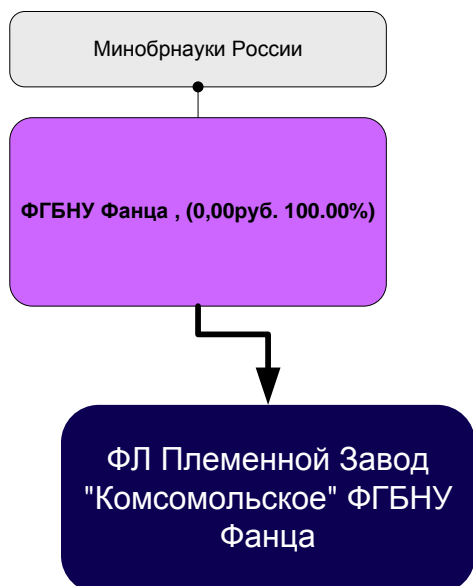 Минобрнауки России
ФГБНУ Фанца , (0,00руб. 100.00%)
ФЛ Племенной Завод
"Комсомольское" ФГБНУ
Фанца